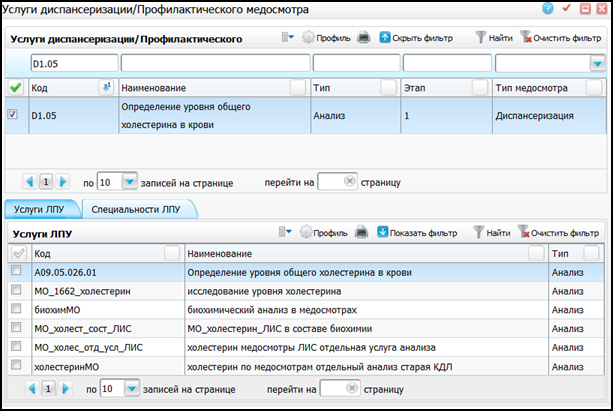 Услуги диспансеризации/Профилактического медосмотра
Услуги диспансеризации/Профилактического Профиль Скрыть фильтр Найти Очистить фильтр
D1.05
Код Наименование Тип Этап Тип медосмотра
D1.05 Определение уровня общего холестерина в крови Анализ 1 Диспансеризация
1 по 10 записей на странице перейти на страницу
Услуги ЛПУ Специальности ЛПУ
Услуги ЛПУ Профиль Показать фильтр Найти Очистить фильтр
Код Наименование Тип
A09.05.026.01 Определение уровня общего холестерина в крови Анализ
МО_1662_холестерин исследование уровня холестерина Анализ
биохимМО биохимический анализ в медосмотрах Анализ
МО_холест_сост_ЛИС МО_холестерин_ЛИС в составе биохимии Анализ
МО_холес_отд_усл_ЛИС холестерин медосмотры ЛИС отдельная услуга анализа Анализ
холестеринМО холестерин по медосмотрам отдельный анализ старая КДЛ Анализ
1 по 10 записей на странице перейти на страницу